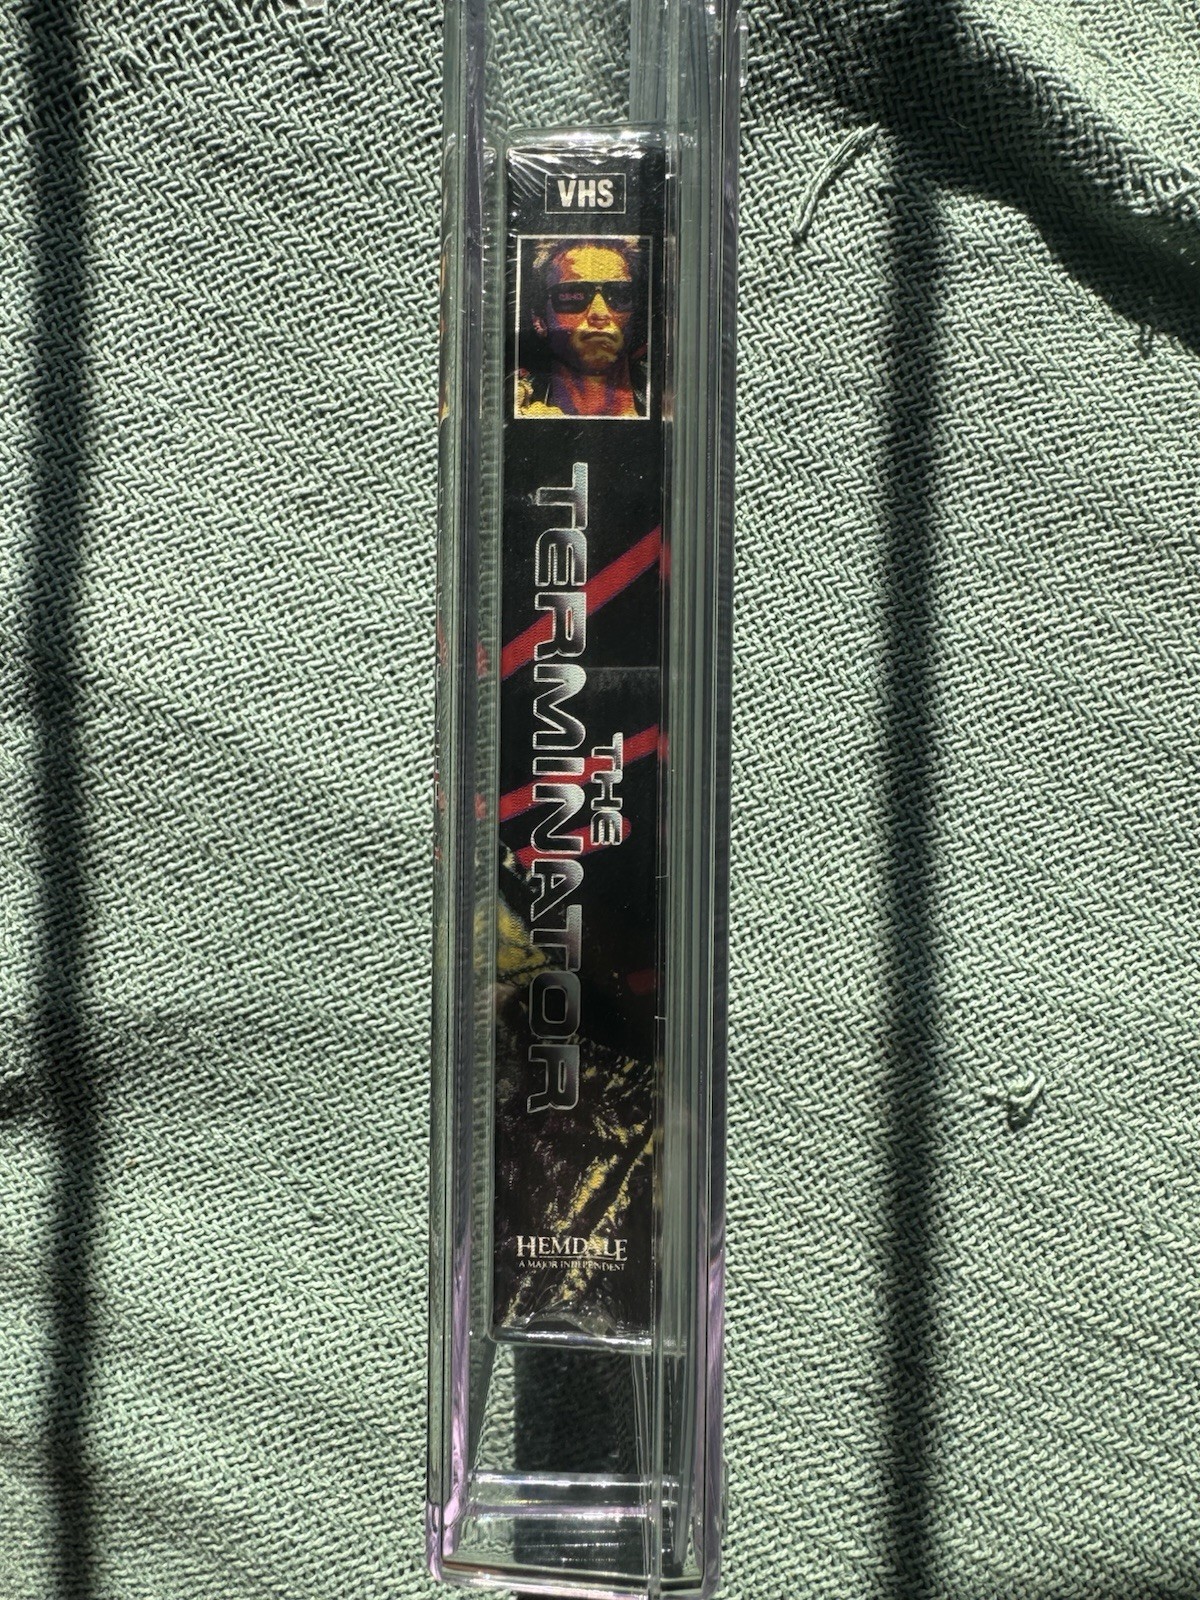 VHS
THE
TERMINATOR
HEMDALE
A MAJOR INDEPENDENT